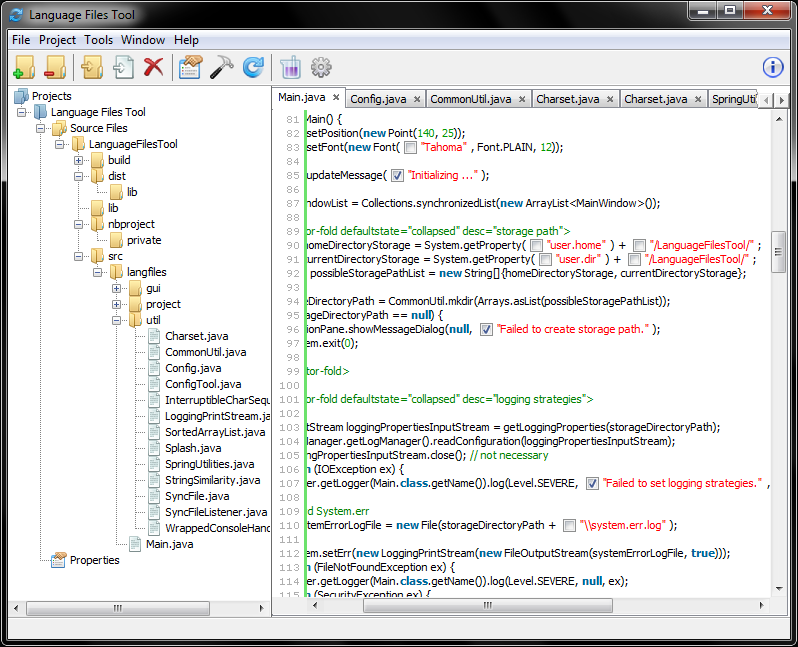 Language Files Tool
File Project Tools Window Help
Projects
Language Files Tool
Source Files
LanguageFilesTool
build
dist
lib
lib
nbproject
private
src
langfiles
gui
project
util
Charset.java
CommonUtil.java
Config.java
ConfigTool.java
InterruptibleCharSequ
LoggingPrintStream.ja
SortedArrayList.java
Splash.java
SpringUtilities.java
StringSimilarity.java
SyncFile.java
SyncFileListener.java
WrappedConsoleHand
Main.java
Properties
Main.java Config.java CommonUtil.java Charset.java Charset.java SpringUti
81 Main() {
82 setPosition(new Point(140, 25));
83 setFont(new Font( "Tahoma" , Font.PLAIN, 12));
84
85 updateMessage( "Initializing ..." );
86
87 ndowList = Collections.synchronizedList(new ArrayList<MainWindow>());
88
89 or-fold defaultstate="collapsed" desc="storage path">
90 homeDirectoryStorage = System.getProperty( "user.home" ) + "/LanguageFilesTool/" ;
91 currentDirectoryStorage = System.getProperty( "user.dir" ) + "/LanguageFilesTool/" ;
92 possibleStoragePathList = new String[]{homeDirectoryStorage, currentDirectoryStorage};
93
94 eDirectoryPath = CommonUtil.mkdir(Arrays.asList(possibleStoragePathList));
95 ageDirectoryPath == null) {
96 ionPane.showMessageDialog(null, "Failed to create storage path." );
97 em.exit(0);
98
99 tor-fold>
100
101 or-fold defaultstate="collapsed" desc="logging strategies">
102
103 tStream loggingPropertiesInputStream = getLoggingProperties(storageDirectoryPath);
104 Manager.getLogManager().readConfiguration(loggingPropertiesInputStream);
105 ngPropertiesInputStream.close(); // not necessary
106 h (IOException ex) {
107 er.getLogger(Main.class.getName()).log(Level.SEVERE, "Failed to set logging strategies." ,
108
109 d System.err
110 temErrorLogFile = new File(storageDirectoryPath + "\\system.err.log" );
111
112 em.setErr(new LoggingPrintStream(new FileOutputStream(systemErrorLogFile, true)));
113 h (FileNotFoundException ex) {
114 er.getLogger(Main.class.getName()).log(Level.SEVERE, null, ex);
115 h (SecurityException ex) {